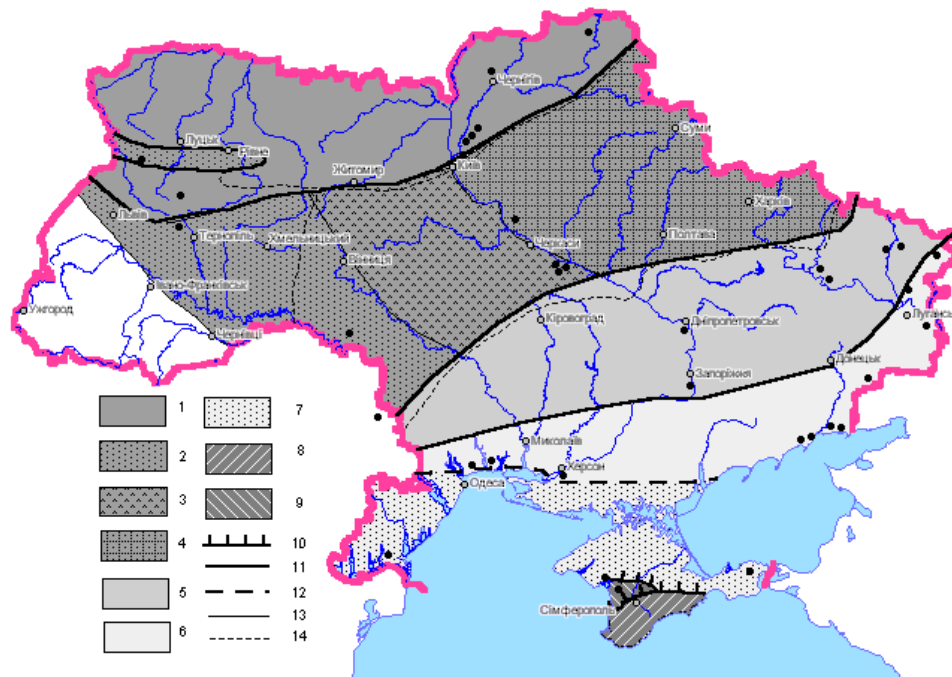 Чернігів
Суми
Луцьк
Рівне
Житомир
Київ
Харків
Львів
Тернопіль
Хмельницький
Полтава
Черкаси
Вінниця
Івано-Франківськ
Ужгород
Чернівці
Кіровоград
Дніпропетровськ
Луганськ
Донецьк
Запоріжжя
Миколаїв
Херсон
Одеса
Сімферополь
1 7
2 8
3 9
4 10
11
5 12
13
6 14